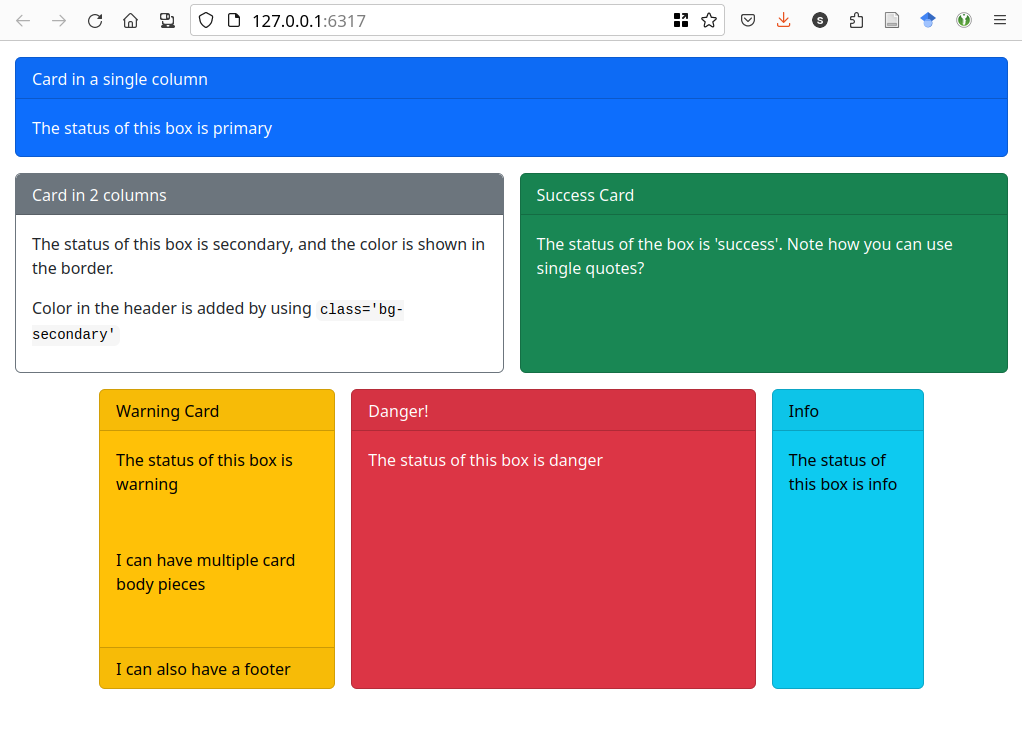 127.0.0.1:6317
S
Card in a single column
The status of this box is primary
Card in 2 columns
The status of this box is secondary, and the color is shown in
the border.
Color in the header is added by using class='bg-
secondary'
Success Card
The status of the box is 'success'. Note how you can use
single quotes?
Warning Card
The status of this box is
warning
I can have multiple card
body pieces
I can also have a footer
Danger!
The status of this box is danger
Info
The status of
this box is info